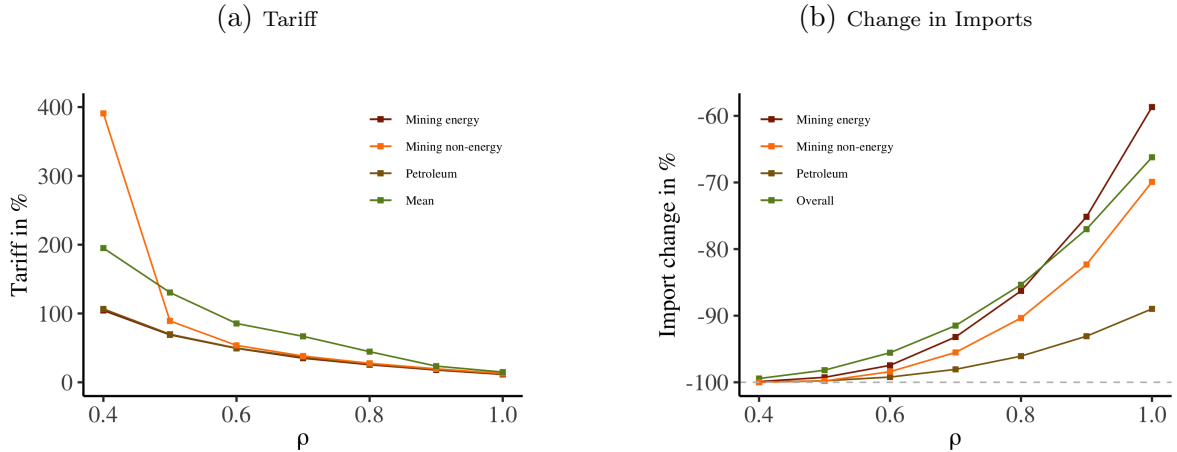 (a) Tariff
400
300
200
100
0
0.4 0.6 0.8 1.0
Tariff in %
ρ
Mining energy
Mining non-energy
Petroleum
Mean
(b) Change in Imports
-60
-70
-80
-90
-100
0.4 0.6 0.8 1.0
Import change in %
ρ
Mining energy
Mining non-energy
Petroleum
Overall